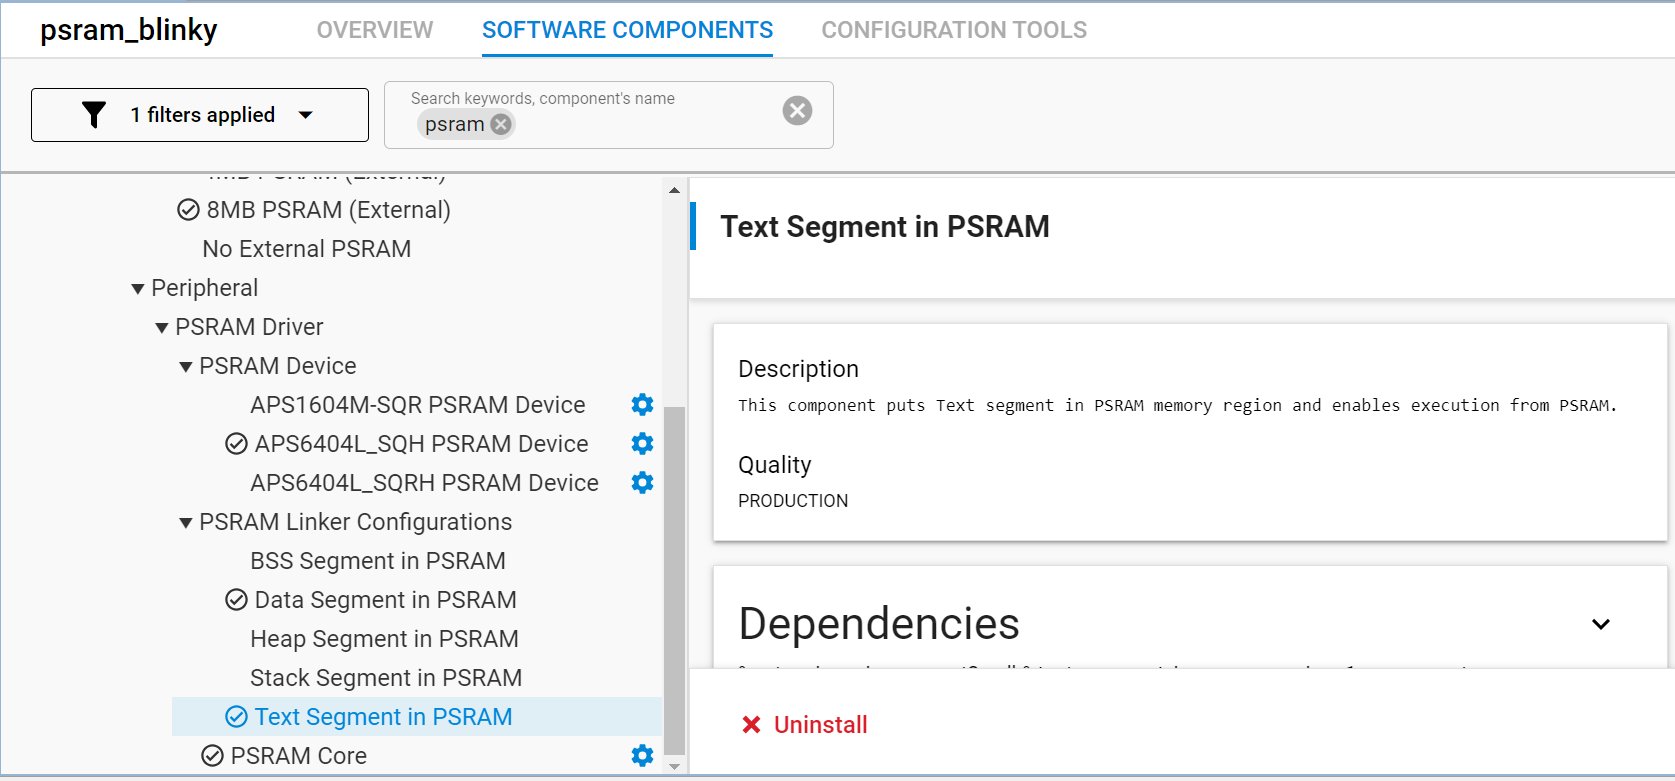 psram_blinky
OVERVIEW
SOFTWARE COMPONENTS
CONFIGURATION TOOLS
1 filters applied
Search keywords, component's name
psram
8MB PSRAM (External)
No External PSRAM
Peripheral
PSRAM Driver
PSRAM Device
APS1604M-SQR PSRAM Device
APS6404L_SQH PSRAM Device
APS6404L_SQRH PSRAM Device
PSRAM Linker Configurations
BSS Segment in PSRAM
Data Segment in PSRAM
Heap Segment in PSRAM
Stack Segment in PSRAM
Text Segment in PSRAM
PSRAM Core
Text Segment in PSRAM
Description
This component puts Text segment in PSRAM memory region and enables execution from PSRAM.
Quality
PRODUCTION
Dependencies
Uninstall